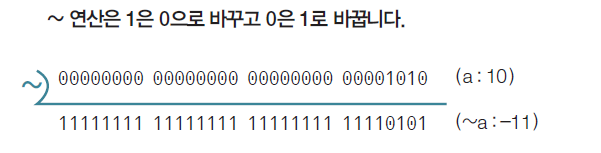 ~ 연산은 1은 0으로 바꾸고 0은 1로 바꿉니다.
~) 00000000 00000000 00000000 00001010 (a : 10)
11111111 11111111 11111111 11110101 (~a : -11)